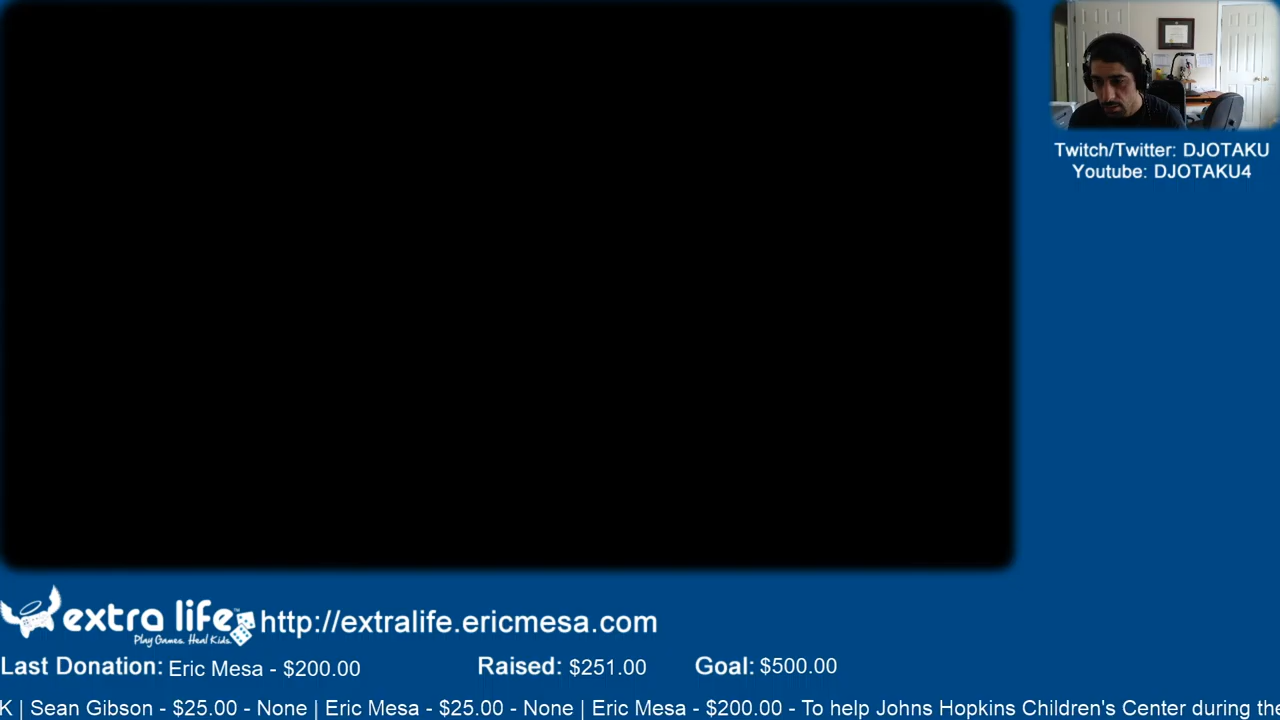 Twitch/Twitter: DJOTAKU
Youtube: DJOTAKU4
extra life™
Play Games. Heal Kids.
http://extralife.ericmesa.com
Last Donation: Eric Mesa - $200.00
Raised: $251.00
Goal: $500.00
K | Sean Gibson - $25.00 - None | Eric Mesa - $25.00 - None | Eric Mesa - $200.00 - To help Johns Hopkins Children's Center during the